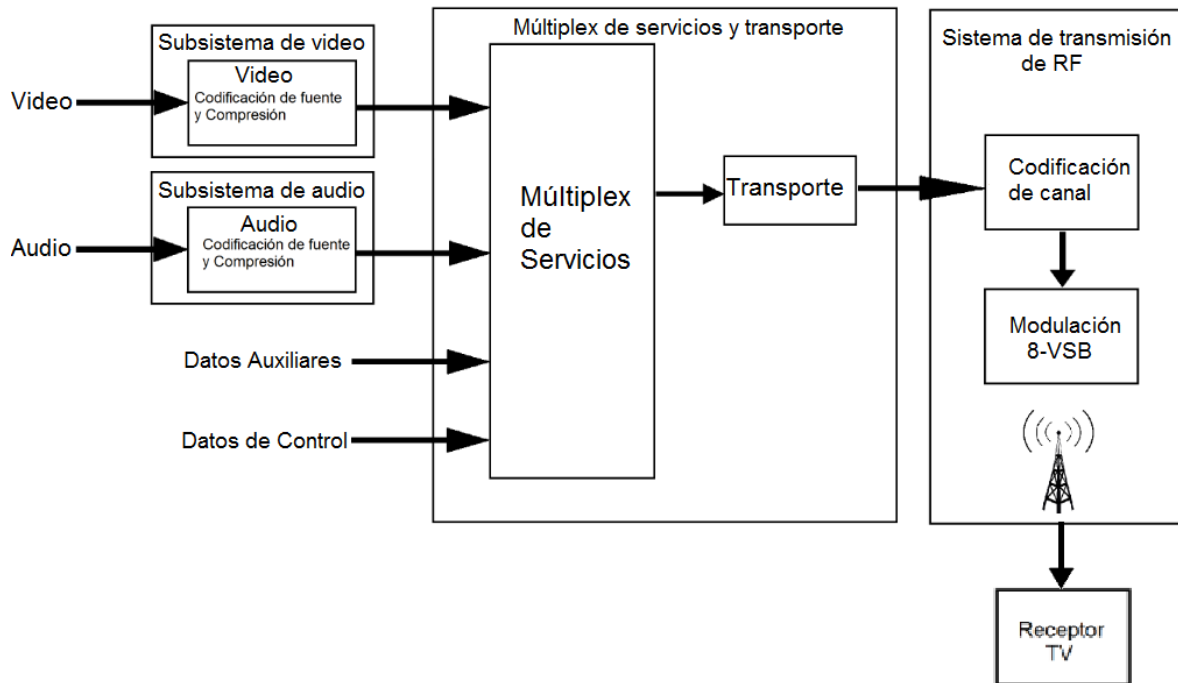 Subsistema de video
Video
Codificación de fuente
y Compresión
Video
Subsistema de audio
Audio
Codificación de fuente
y Compresión
Audio
Datos Auxiliares
Datos de Control
Múltiplex de servicios y transporte
Múltiplex
de
Servicios
Transporte
Sistema de transmisión
de RF
Codificación
de canal
Modulación
8-VSB
Receptor
TV